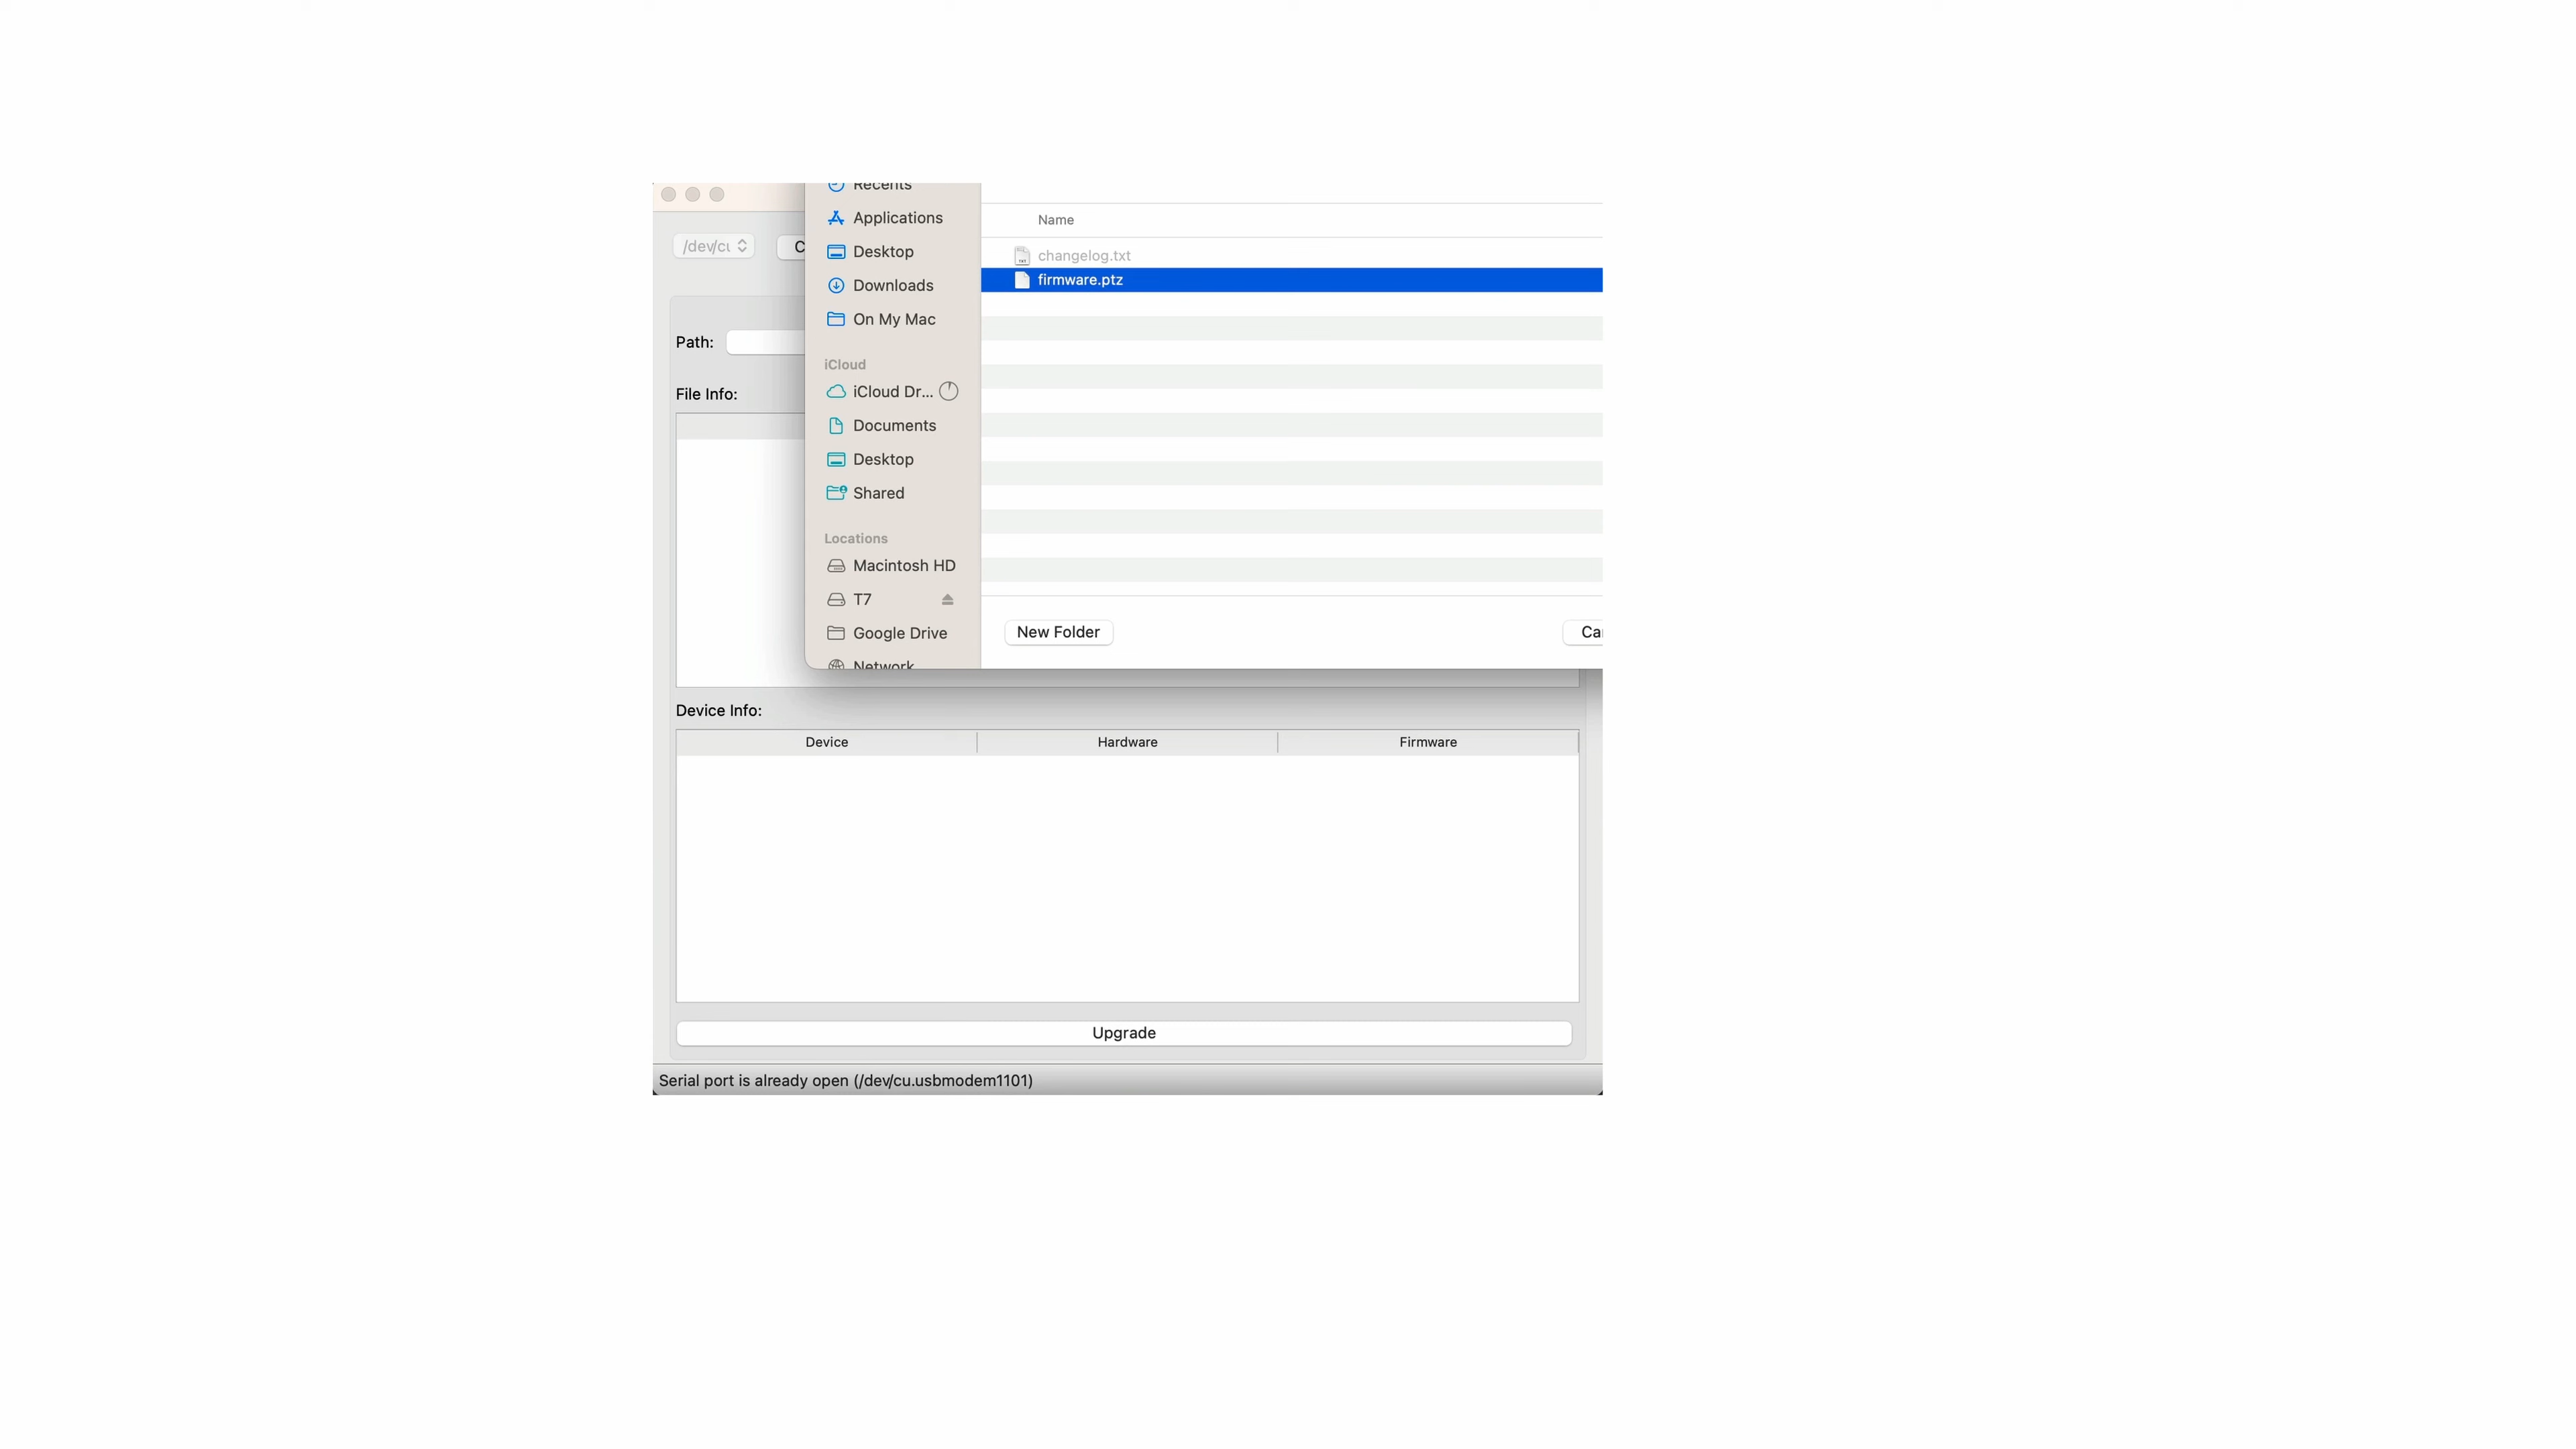 Recents
Applications
Desktop
Downloads
On My Mac
iCloud
iCloud Dr...
Documents
Desktop
Shared
Locations
Macintosh HD
T7
Google Drive
Network
Name
changelog.txt
firmware.ptz
New Folder
Ca
/dev/cu
C
Path:
File Info:
Device Info:
Device Hardware Firmware
Upgrade
Serial port is already open (/dev/cu.usbmodem1101)